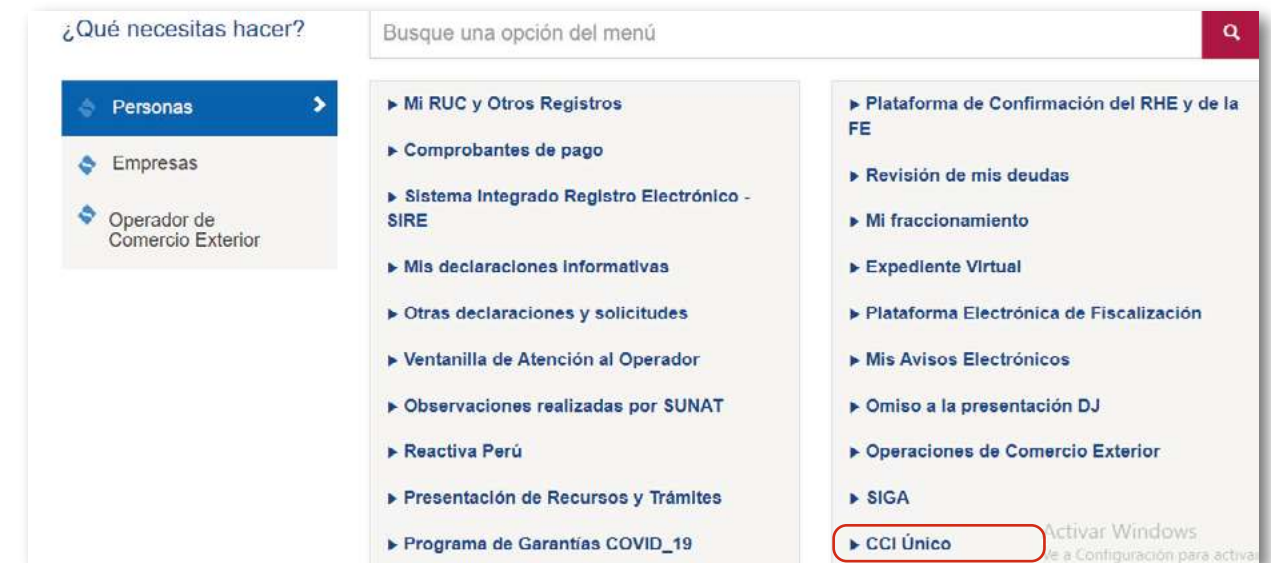 ¿Qué necesitas hacer?
Busque una opción del menú
Personas
Empresas
Operador de
Comercio Exterior
Mi RUC y Otros Registros
Comprobantes de pago
Sistema Integrado Registro Electrónico -
SIRE
Mis declaraciones informativas
Otras declaraciones y solicitudes
Ventanilla de Atención al Operador
Observaciones realizadas por SUNAT
Reactiva Perú
Presentación de Recursos y Trámites
Programa de Garantías COVID_19
Plataforma de Confirmación del RHE y de la
FE
Revisión de mis deudas
Mi fraccionamiento
Expediente Virtual
Plataforma Electrónica de Fiscalización
Mis Avisos Electrónicos
Omiso a la presentación DJ
Operaciones de Comercio Exterior
SIGA
CCI Único
Activar Windows
Ve a Configuración para activar